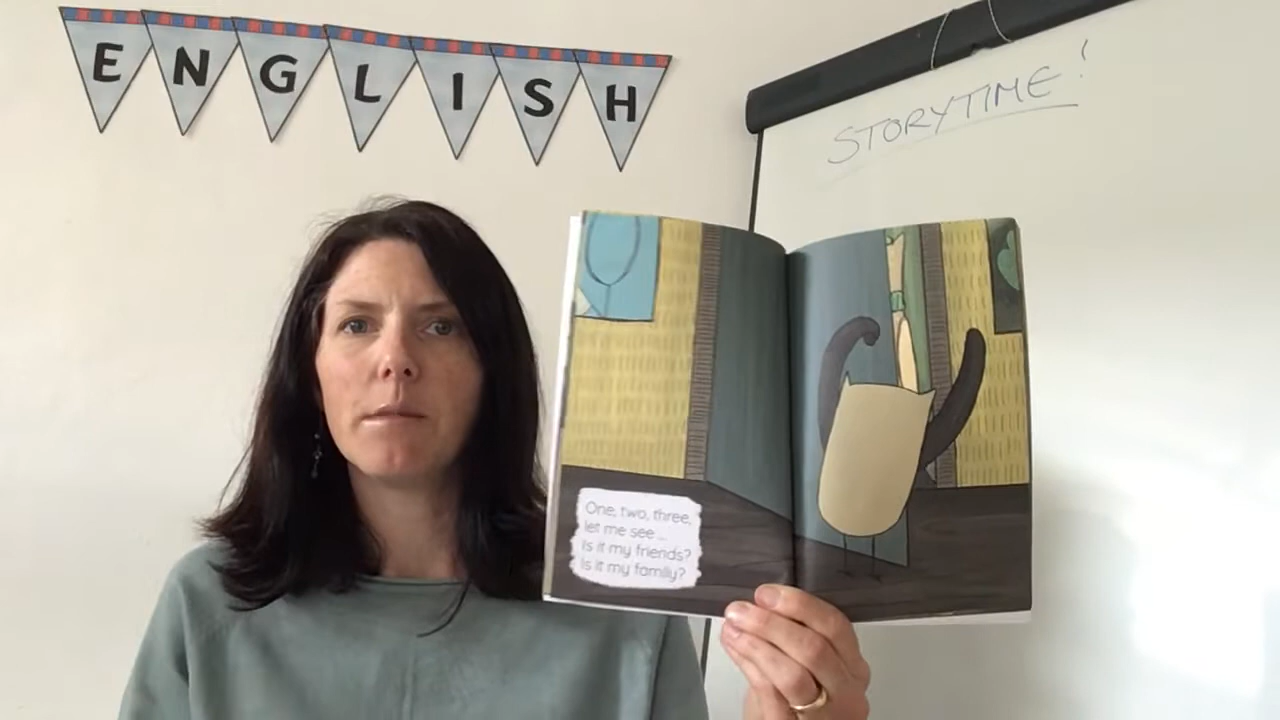 ENGLISH
STORYTIME!
One, two, three,
let me see...
Is it my friends?
Is it my family?